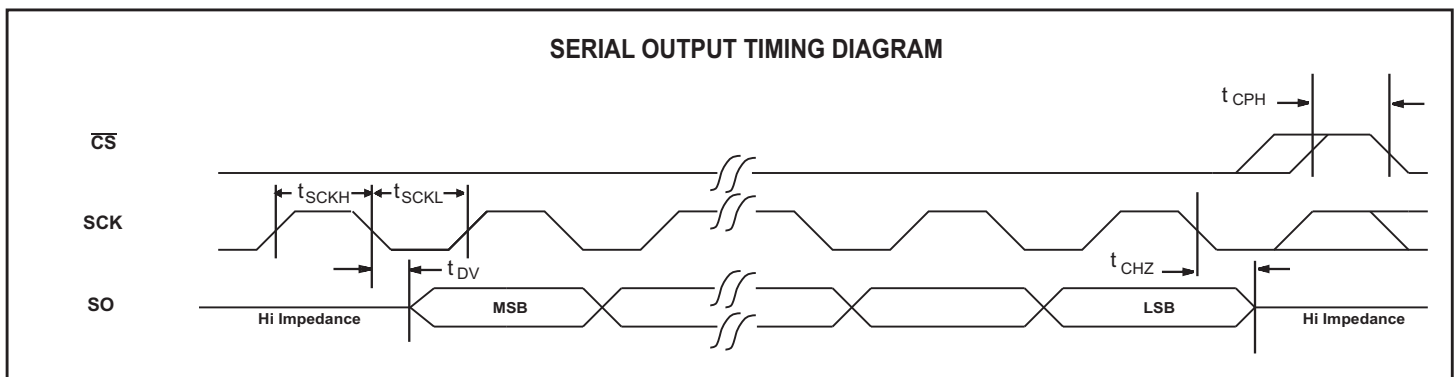 SERIAL OUTPUT TIMING DIAGRAM
t CPH
CS
t SCKH
t SCKL
SCK
t DV
t CHZ
SO
MSB
LSB
Hi Impedance
Hi Impedance